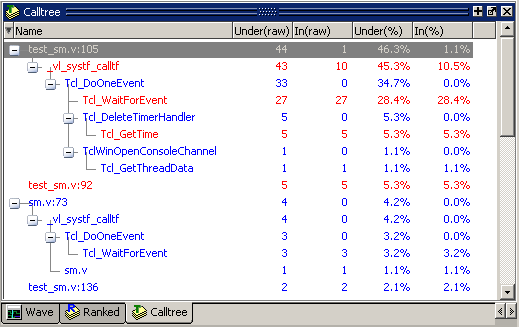 Calltree
Name Under(raw) In(raw) Under(%) In(%)
test_sm.v:105 44 1 46.3% 1.1%
_vl_systf_calltf 43 10 45.3% 10.5%
Tcl_DoOneEvent 33 0 34.7% 0.0%
Tcl_WaitForEvent 27 27 28.4% 28.4%
Tcl_DeleteTimerHandler 5 0 5.3% 0.0%
Tcl_GetTime 5 5 5.3% 5.3%
TclWinOpenConsoleChannel 1 0 1.1% 0.0%
Tcl_GetThreadData 1 1 1.1% 1.1%
test_sm.v:92 5 5 5.3% 5.3%
sm.v:73 4 0 4.2% 0.0%
_vl_systf_calltf 4 0 4.2% 0.0%
Tcl_DoOneEvent 3 0 3.2% 0.0%
Tcl_WaitForEvent 3 3 3.2% 3.2%
sm.v 1 1 1.1% 1.1%
test_sm.v:136 2 2 2.1% 2.1%
Wave Ranked Calltree